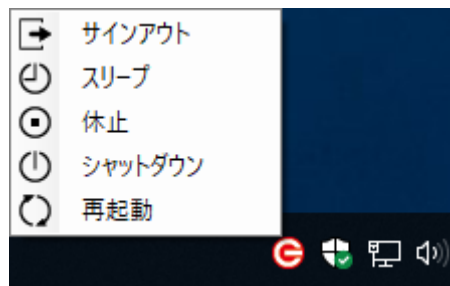 サインアウト
スリープ
休止
シャットダウン
再起動